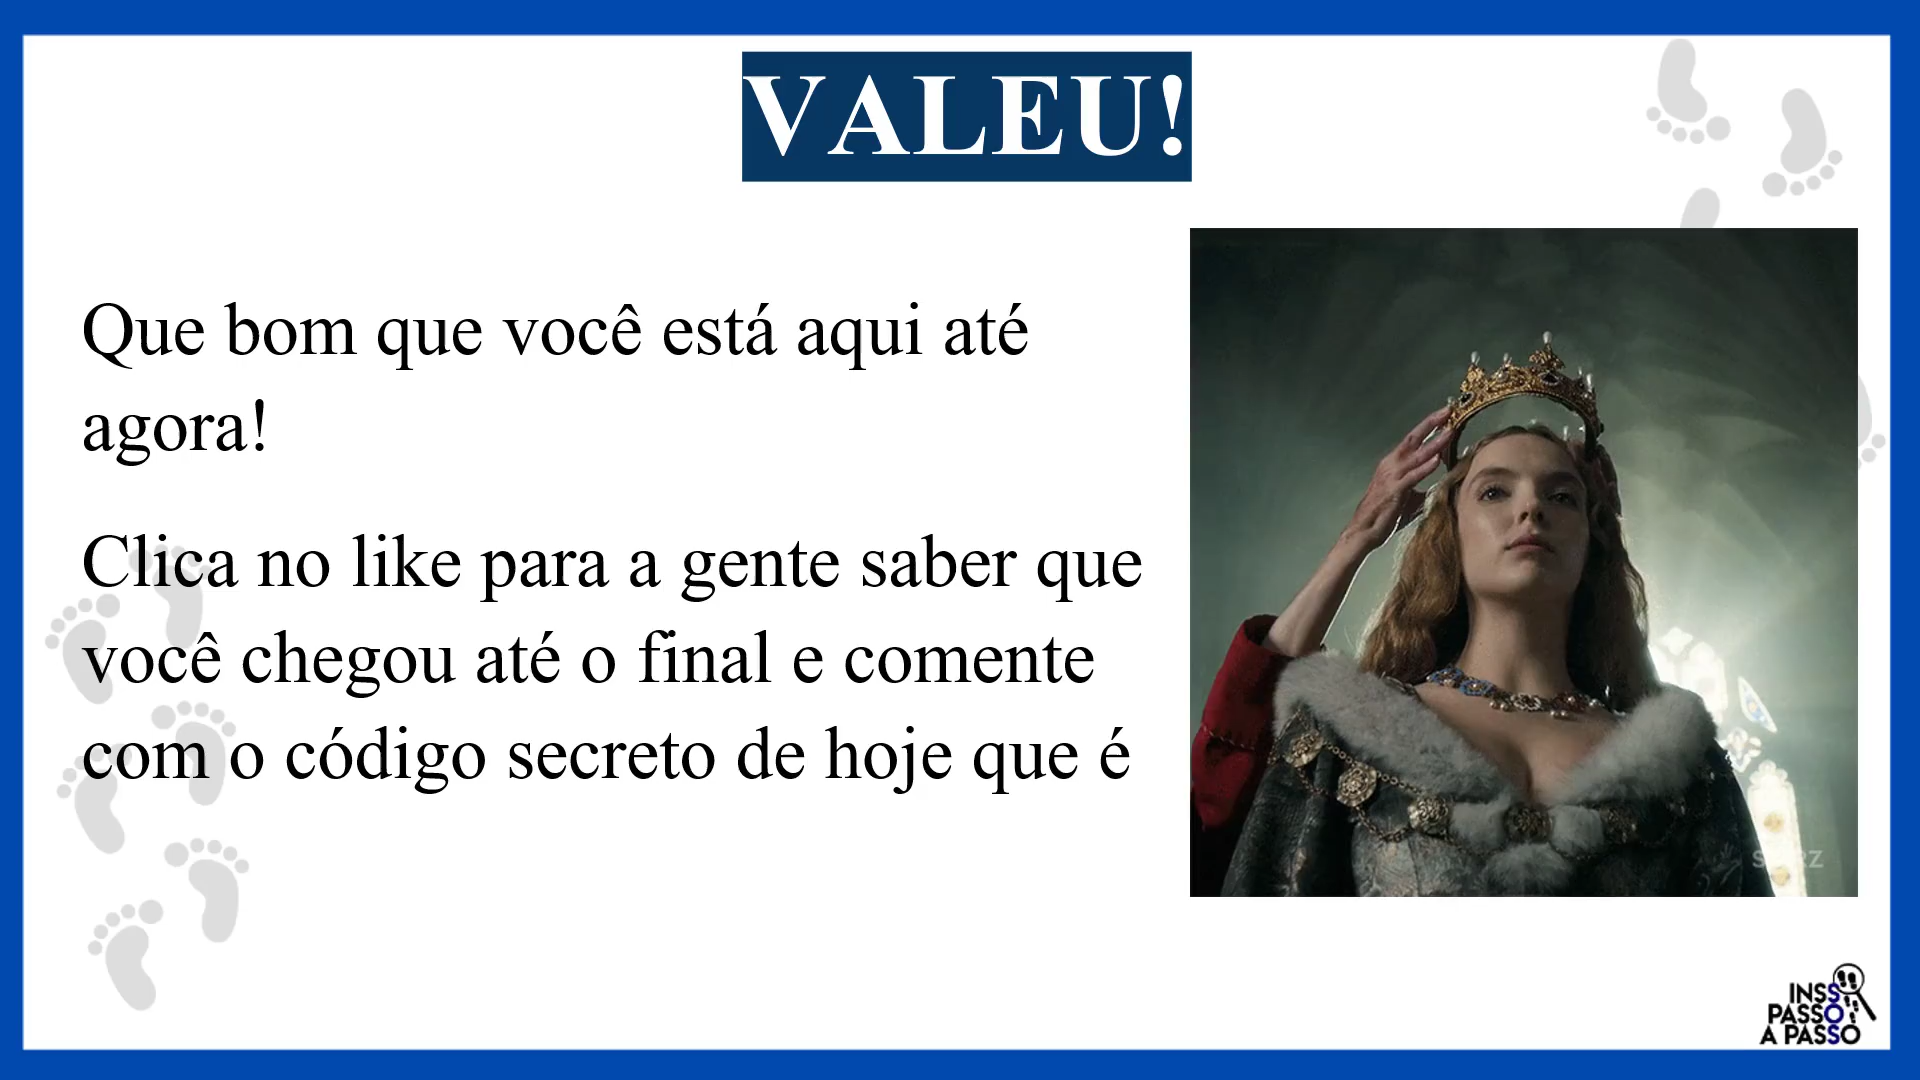 VALEU!
Que bom que você está aqui até
agora!
Clica no like para a gente saber que
você chegou até o final e comente
com o código secreto de hoje que é
INSS
PASSO
A PASSO